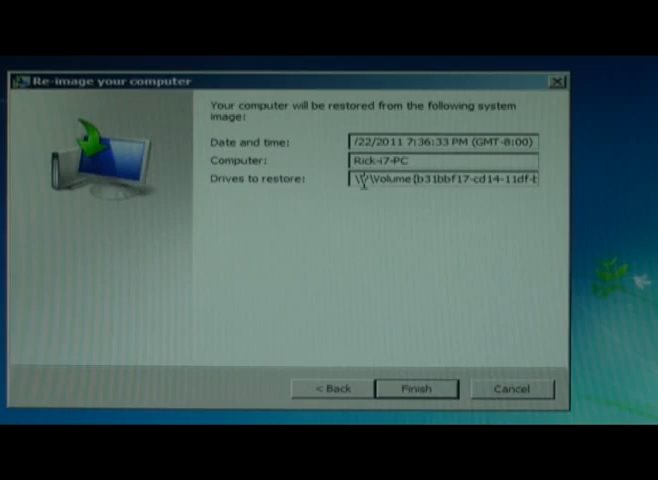 Re-image your computer
Your computer will be restored from the following system
image:
Date and time: /22/2011 7:36:33 PM (GMT-8:00)
Computer: Rick-i7-PC
Drives to restore: \\?\Volume{b31bbf17-cd14-11df-b
< Back Finish Cancel